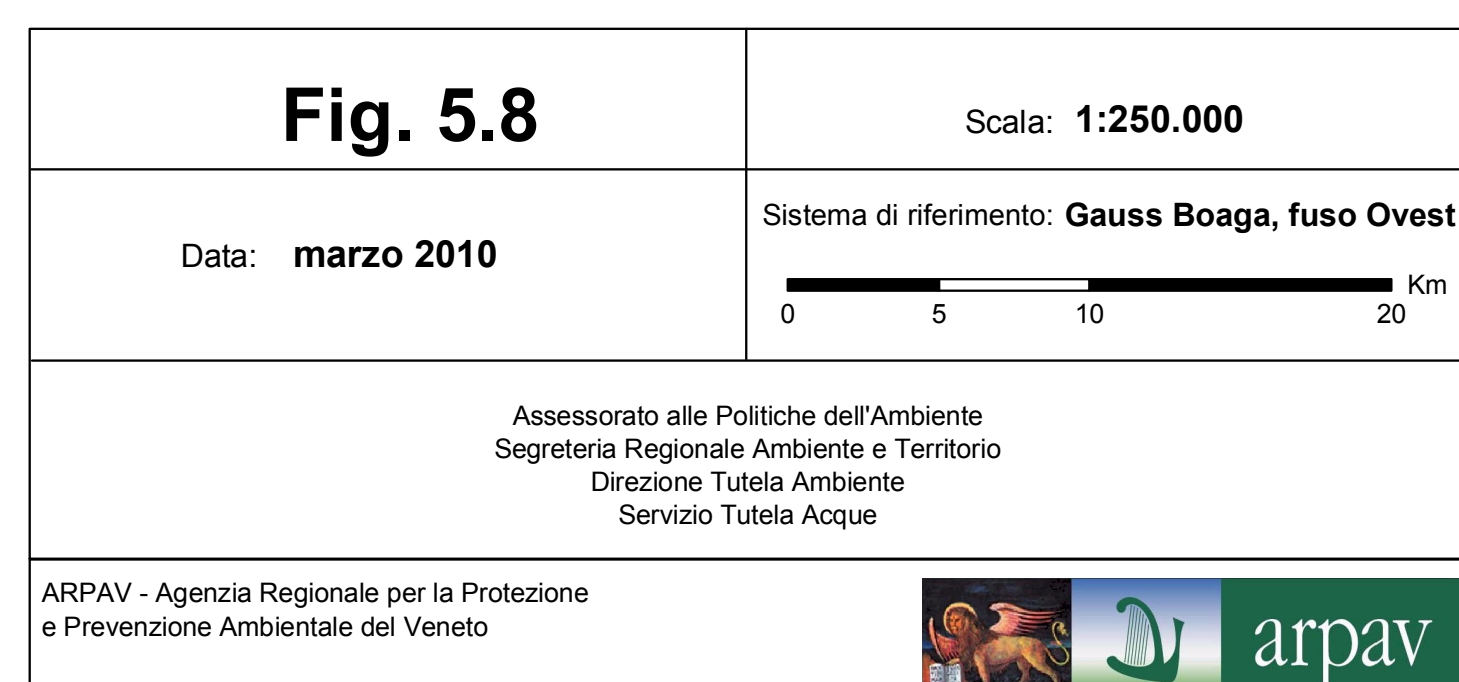 Fig. 5.8
Scala: 1:250.000
Data: marzo 2010
Sistema di riferimento: Gauss Boaga, fuso Ovest
Km
0 5 10 20
Assessorato alle Politiche dell'Ambiente
Segreteria Regionale Ambiente e Territorio
Direzione Tutela Ambiente
Servizio Tutela Acque
ARPAV - Agenzia Regionale per la Protezione
e Prevenzione Ambientale del Veneto
arpav